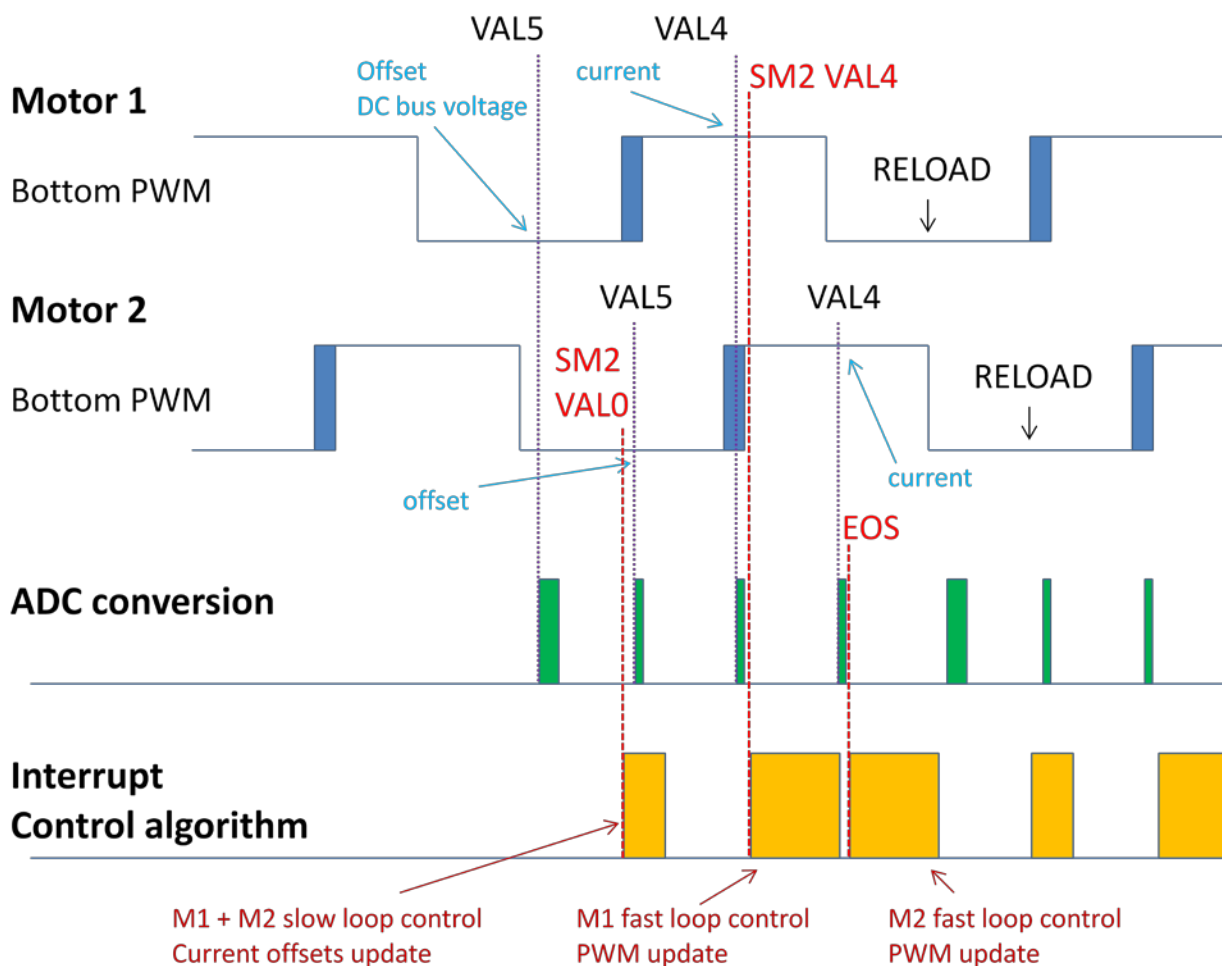 VAL5
VAL4
Offset
DC bus voltage
current
SM2 VAL4
Motor 1
Bottom PWM
RELOAD
Motor 2
Bottom PWM
VAL5
VAL4
SM2
VAL0
RELOAD
offset
current
EOS
ADC conversion
Interrupt
Control algorithm
M1 + M2 slow loop control
Current offsets update
M1 fast loop control
PWM update
M2 fast loop control
PWM update